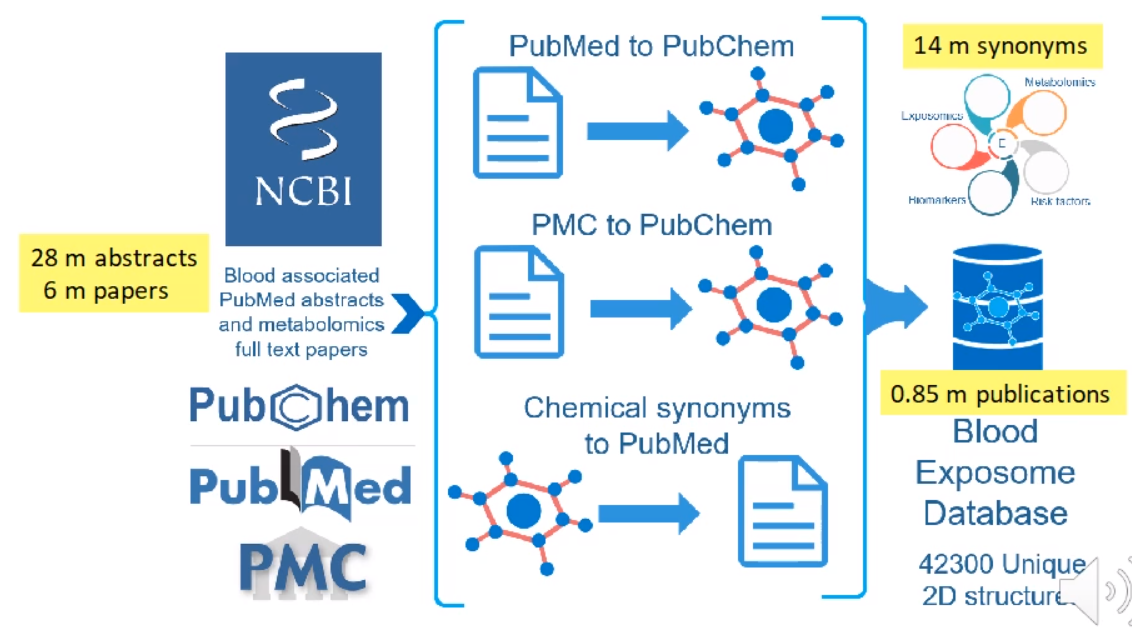 NCBI
28 m abstracts
6 m papers
Blood associated
PubMed abstracts
and metabolomics
full text papers
PubChem
PubMed
PMC
PubMed to PubChem
PMC to PubChem
Chemical synonyms
to PubMed
14 m synonyms
Metabolomics
Exposomics
E
Biomarkers
Risk factors
0.85 m publications
Blood
Exposome
Database
42300 Unique
2D structure